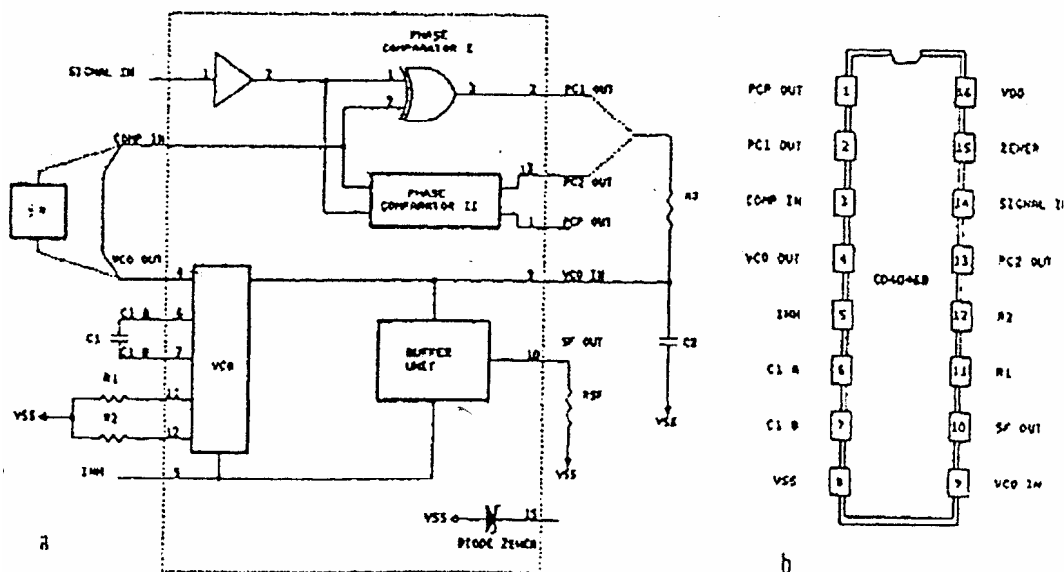 PHASE
COMPARATOR I
SIGNAL IN
1
2
1
2
3
2
PC1 OUT
COMP IN
PHASE
COMPARATOR II
13
PC2 OUT
1
PCP OUT
R3
VCO OUT
4
9
VCO IN
C1 A
6
C1
C1 B
7
VCO
BUFFER
UNIT
SF OUT
10
C2
R1
11
VSS
R2
12
RSF
VSS
VSS
INH
5
VSS
15
DIODE ZENER
a
PCP OUT
1
16
VDD
PC1 OUT
2
15
ZENER
COMP IN
3
14
SIGNAL IN
VCO OUT
4
13
PC2 OUT
CD4046B
INH
5
12
R2
C1 A
6
11
R1
C1 B
7
10
SF OUT
VSS
8
9
VCO IN
b